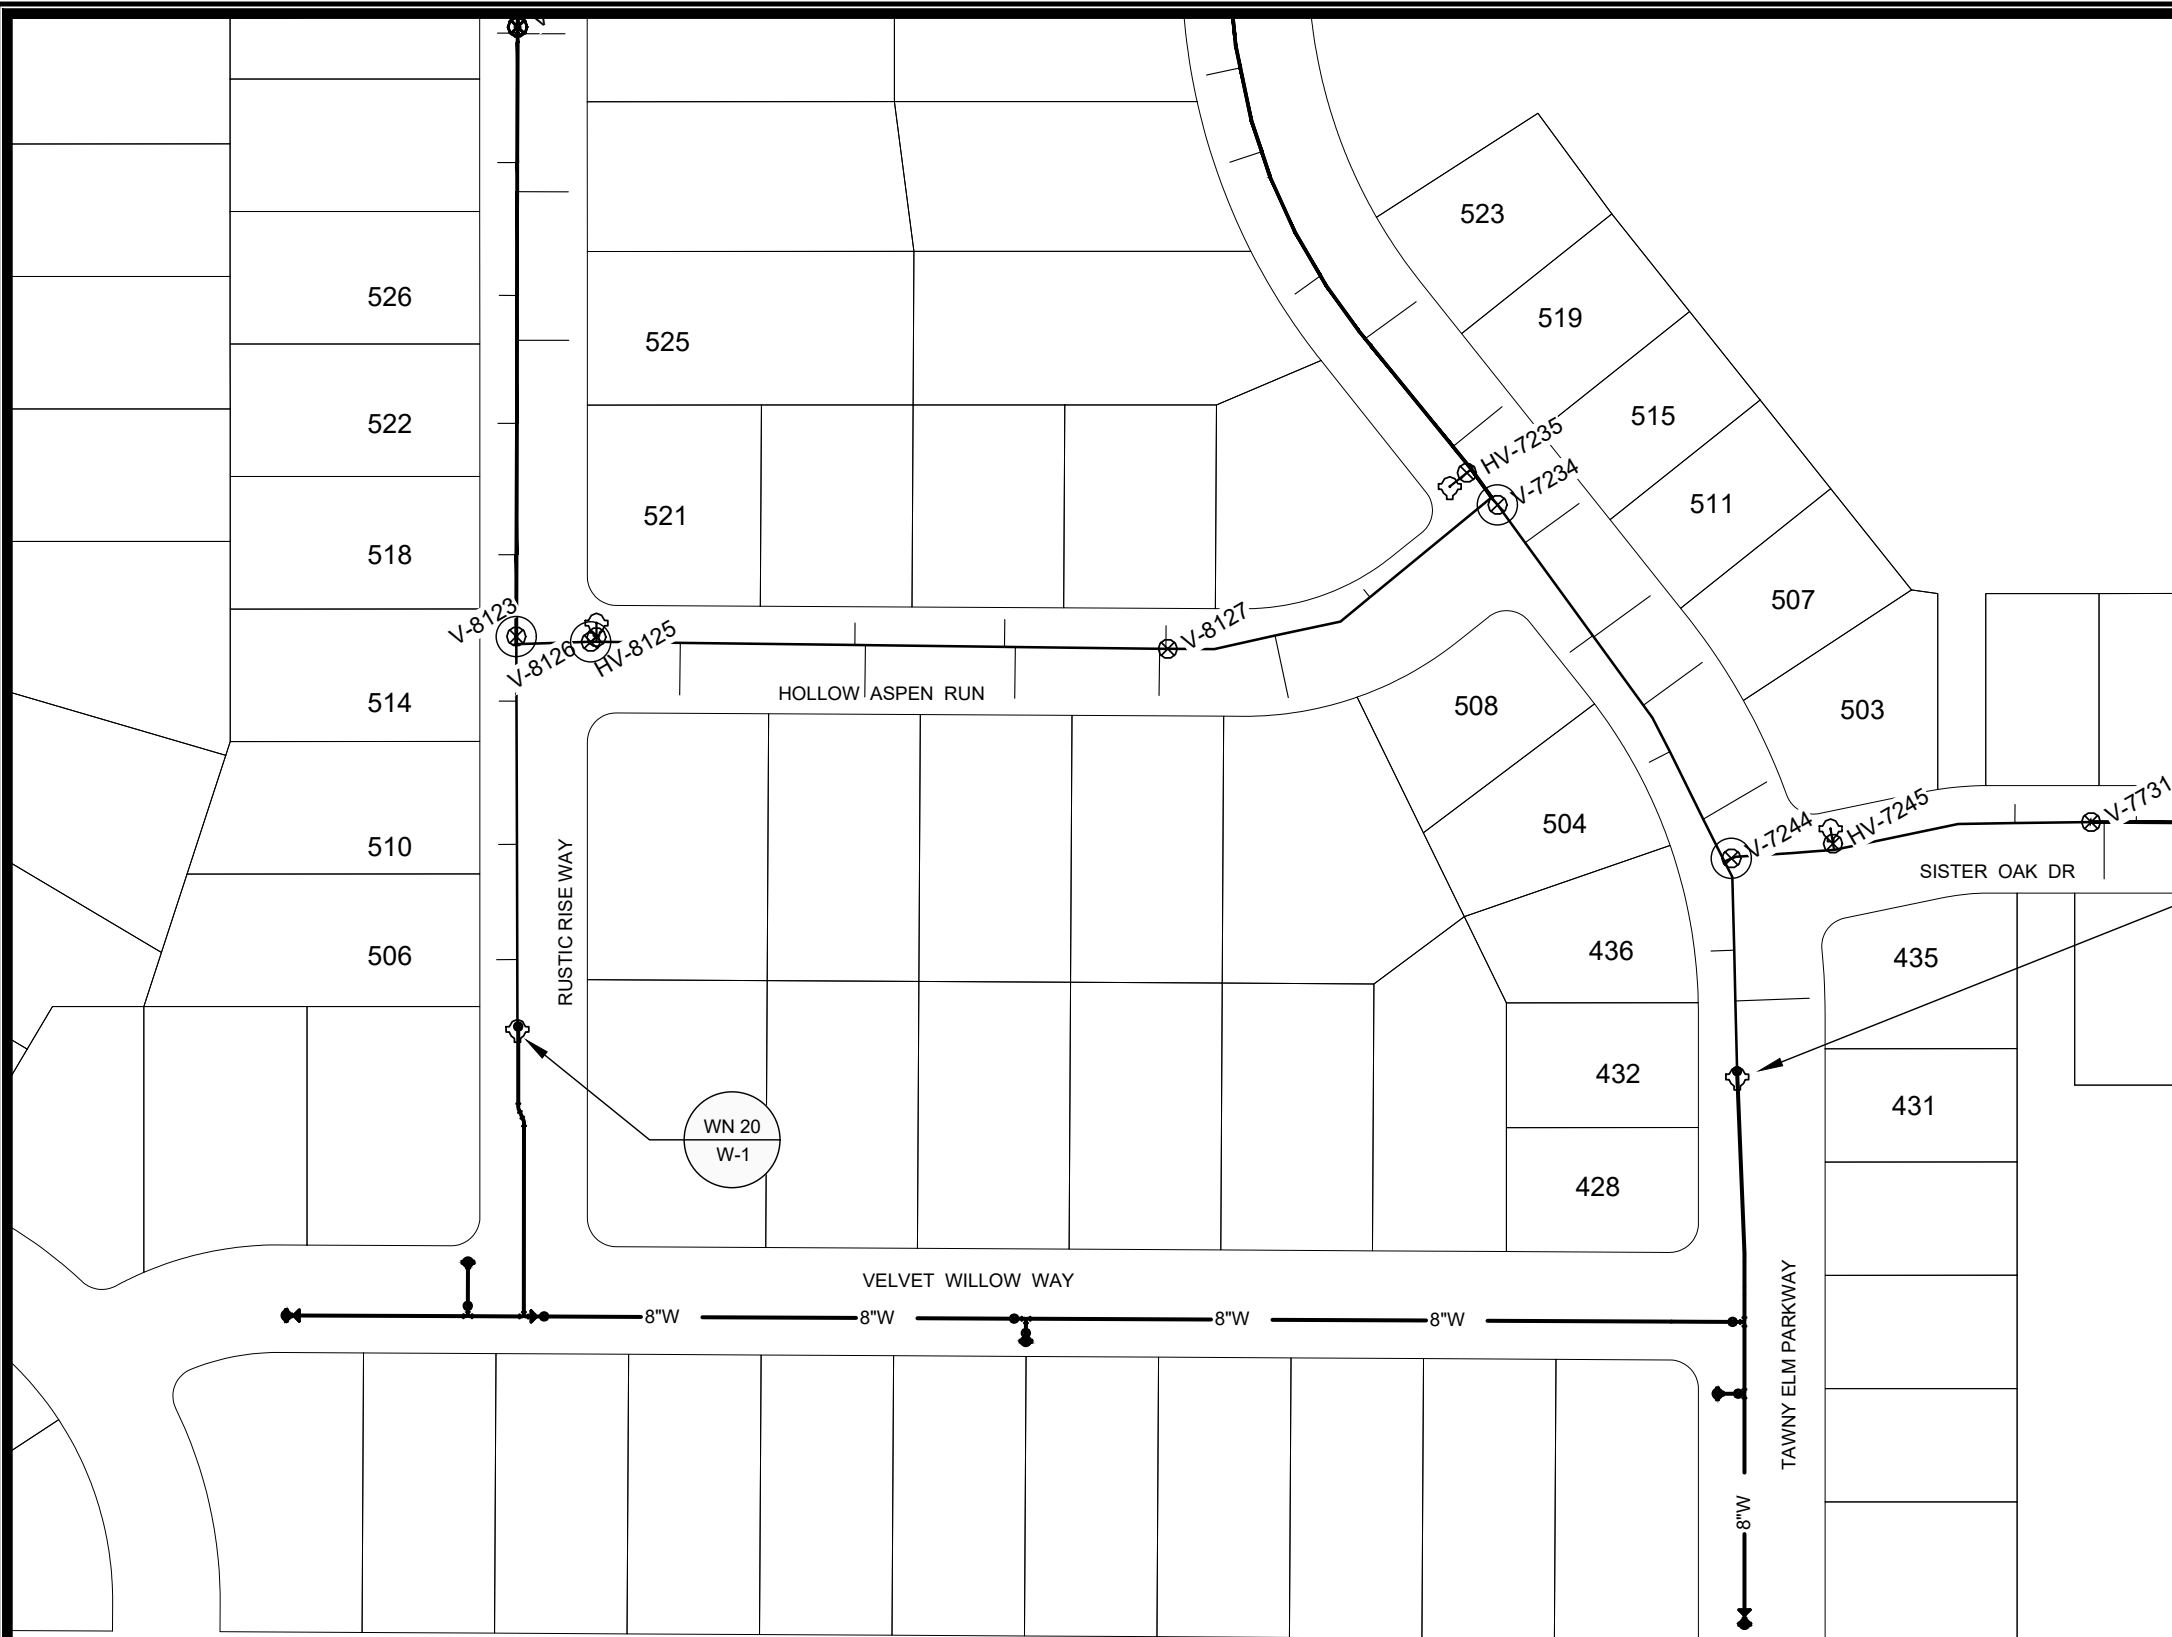 523
526
519
525
515
522
HV-7235
V-7234
511
521
518
507
V-8123
V-8127
V-8126
HV-8125
HOLLOW ASPEN RUN
514
508
503
V-7731
504
V-7244
HV-7245
510
SISTER OAK DR
RUSTIC RISE WAY
506
436
435
432
431
WN 20
W-1
428
VELVET WILLOW WAY
8"W
8"W
8"W
8"W
TAWNY ELM PARKWAY
8"W